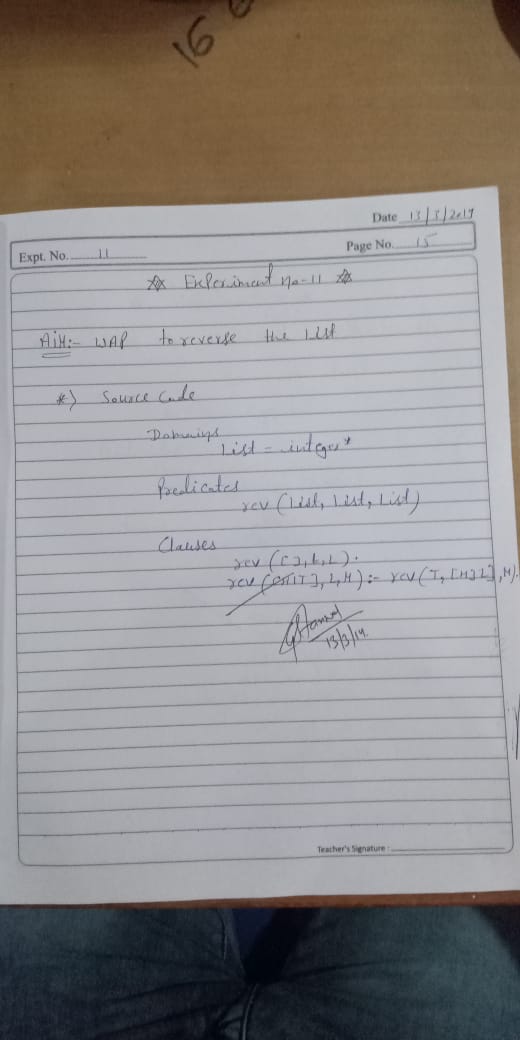 16
Date 13/3/2019
Expt. No. 11
Page No. 15
Experiment no-11
AiM:- WAP to reverse the List
*) Source Code
Domains
List = integer*
Predicates
rev (List, List, List)
Clauses
rev ([], L, L).
rev ([H|T], L, M) :- rev (T, [H|L], M).
13/3/19
Teacher's Signature :